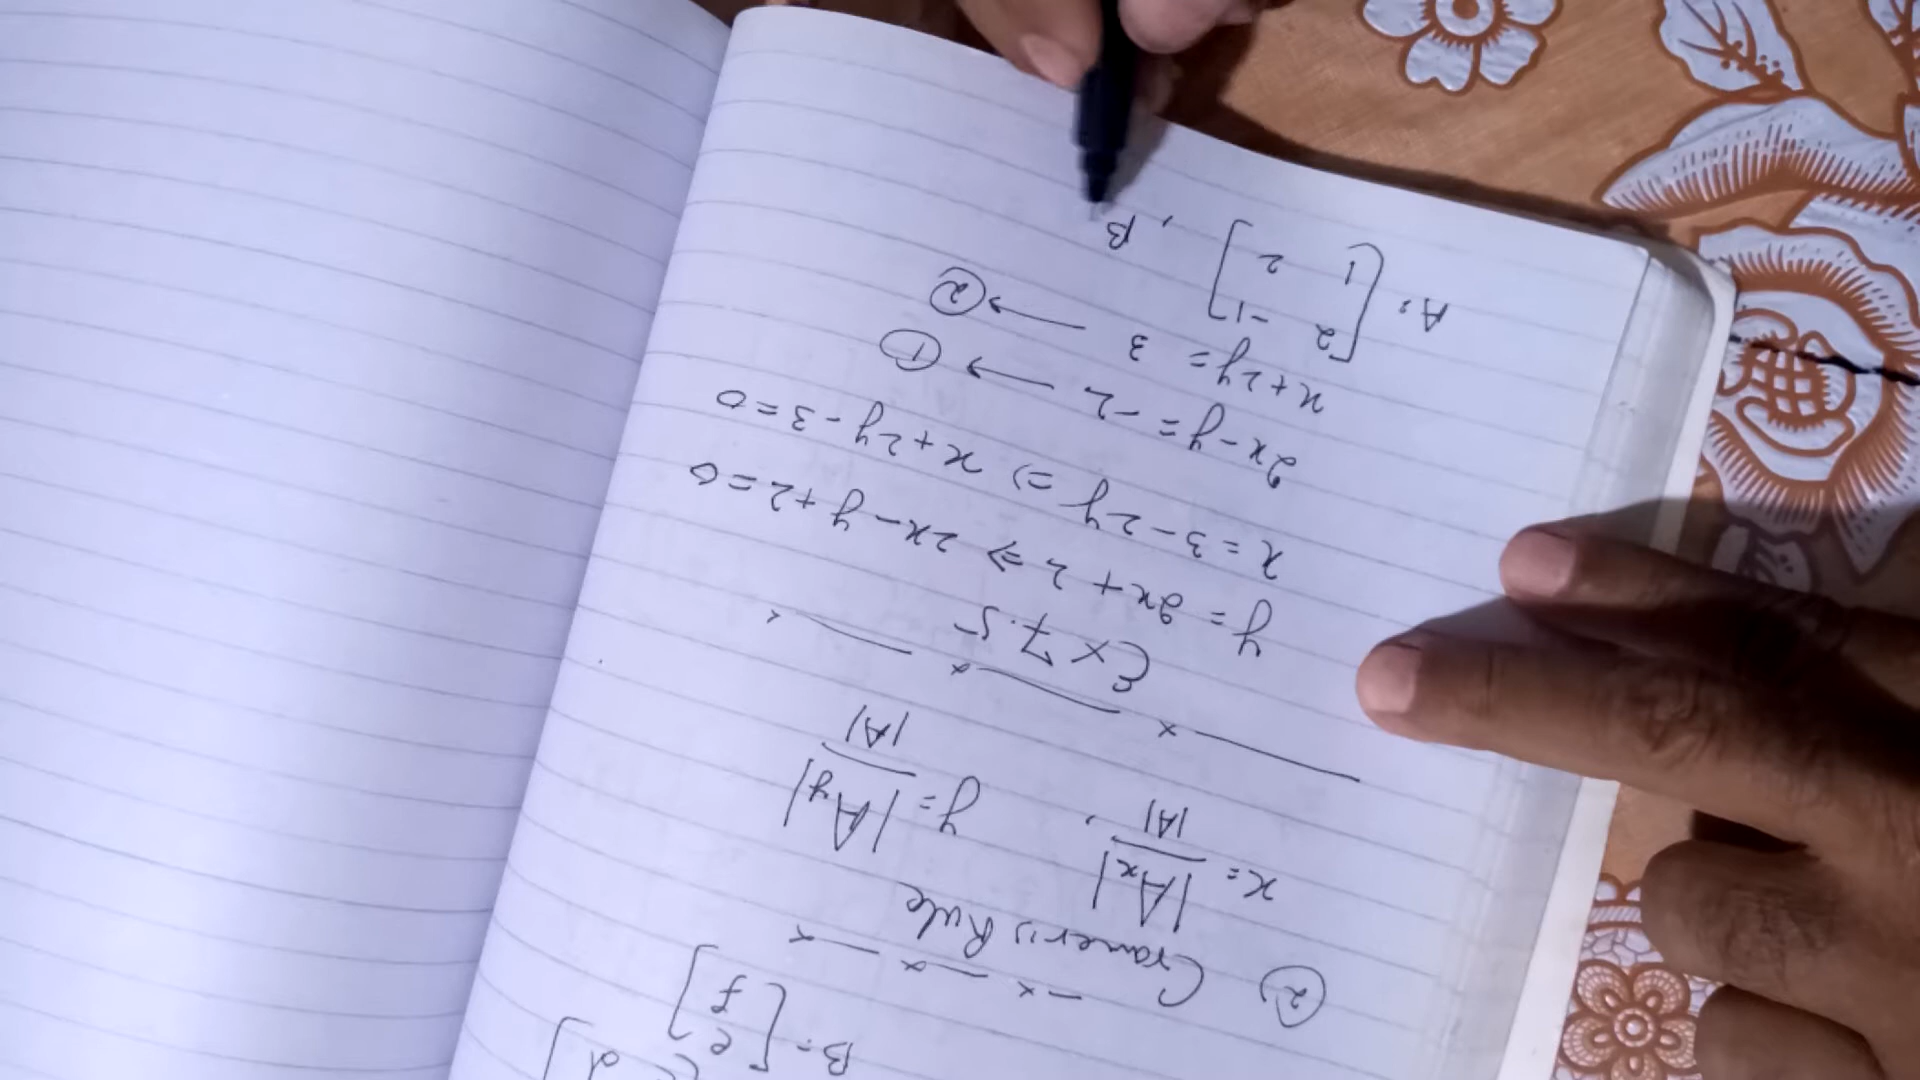 [ c d ]
B = [ e
f ]
— x — x — x
② Cramer's Rule
x = |Ax| / |A| , y = |Ay| / |A|
— x — x — x
Ex 7.5
y = 2x + 2 ⇒ 2x - y + 2 = 0
x = 3 - 2y ⇒ x + 2y - 3 = 0
2x - y = -2 → ①
x + 2y = 3 → ②
A = [ 2 -1
1 2 ] , B